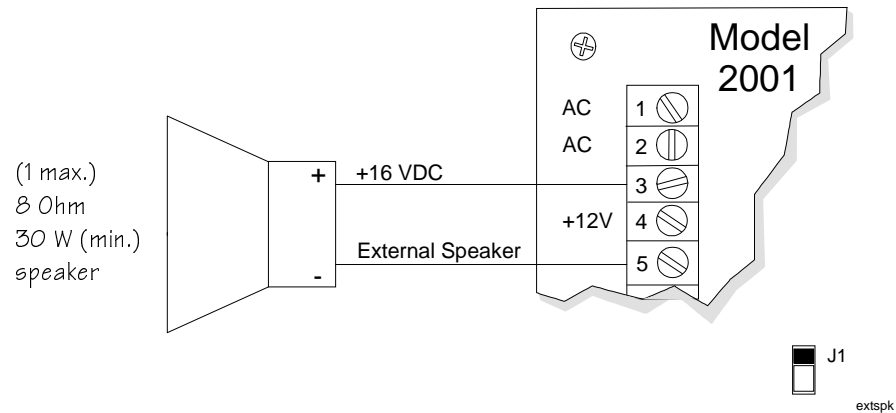 Model
2001
AC 1
AC 2
(1 max.)
8 Ohm
30 W (min.)
speaker
+ +16 VDC 3
+12V 4
- External Speaker 5
J1
extspk